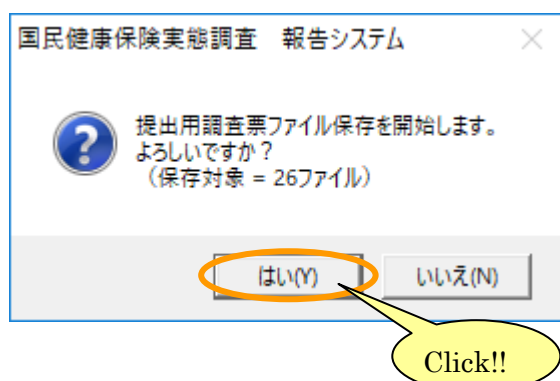 国民健康保険実態調査　報告システム
提出用調査票ファイル保存を開始します。
よろしいですか？
（保存対象 = 26ファイル）
はい(Y)
いいえ(N)
Click!!